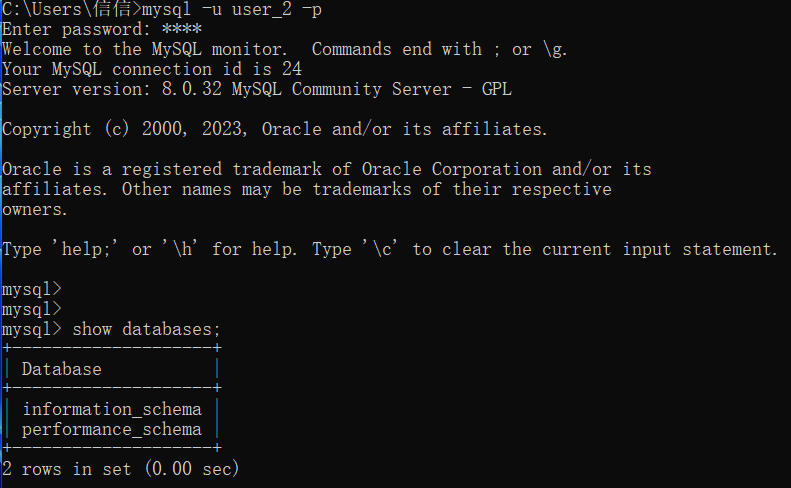 C:\Users\信信>mysql -u user_2 -p
Enter password: ****
Welcome to the MySQL monitor.  Commands end with ; or \g.
Your MySQL connection id is 24
Server version: 8.0.32 MySQL Community Server - GPL
Copyright (c) 2000, 2023, Oracle and/or its affiliates.
Oracle is a registered trademark of Oracle Corporation and/or its
affiliates. Other names may be trademarks of their respective
owners.
Type 'help;' or '\h' for help. Type '\c' to clear the current input statement.
mysql>
mysql>
mysql> show databases;
+--------------------+
| Database           |
+--------------------+
| information_schema |
| performance_schema |
+--------------------+
2 rows in set (0.00 sec)